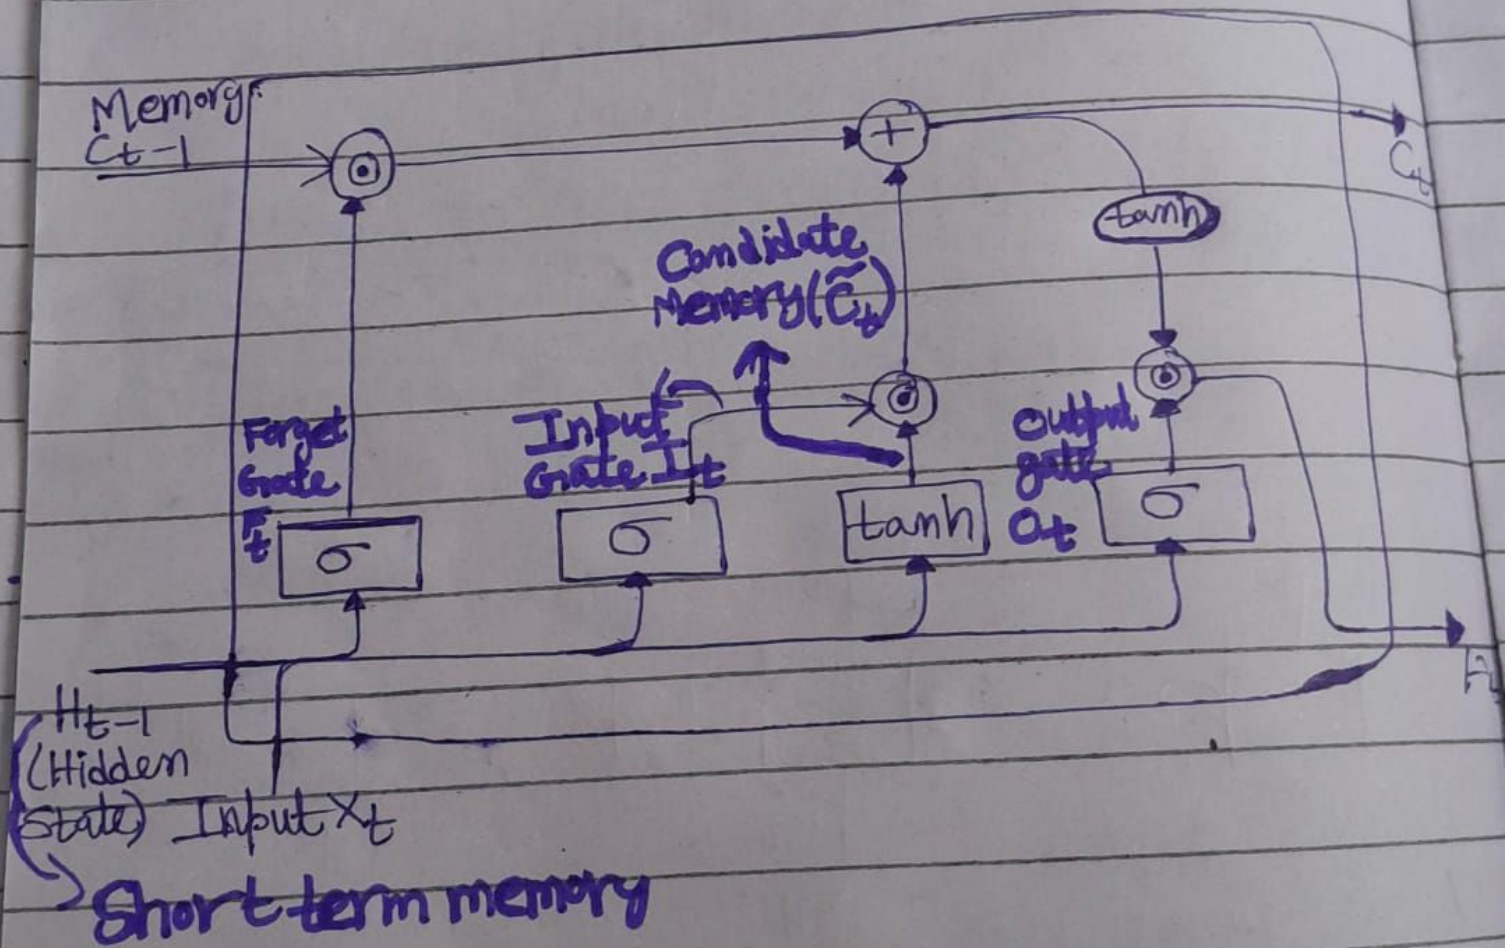 Memory
Ct-1
+
Ct
tanh
Candidate
Memory(C̃t)
Forget
Gate
Ft
Input
Gate It
Output
gate
Ot
σ
σ
tanh
σ
Ht-1
(Hidden
State)
Input Xt
Short term memory